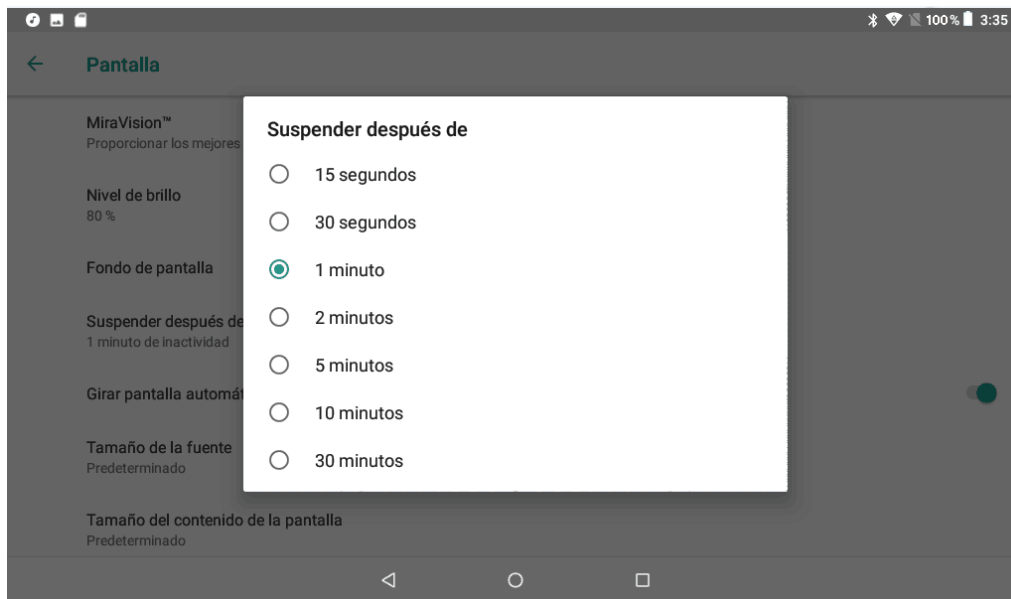 100% 3:35
Pantalla
MiraVision™
Proporcionar los mejores
Nivel de brillo
80 %
Fondo de pantalla
Suspender después de
1 minuto de inactividad
Girar pantalla automát
Tamaño de la fuente
Predeterminado
Tamaño del contenido de la pantalla
Predeterminado
Suspender después de
15 segundos
30 segundos
1 minuto
2 minutos
5 minutos
10 minutos
30 minutos